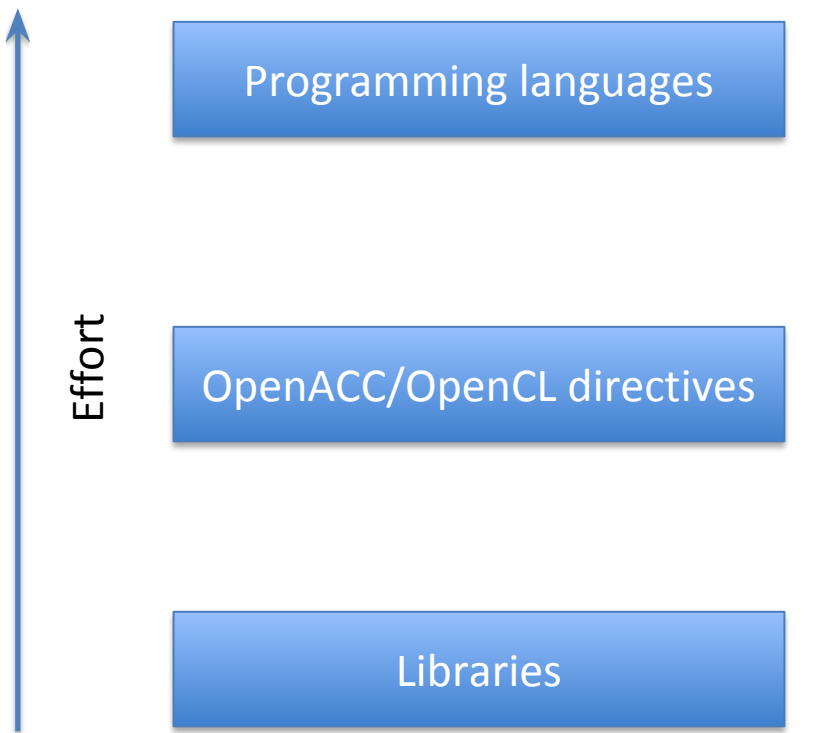 Programming languages
Effort
OpenACC/OpenCL directives
Libraries